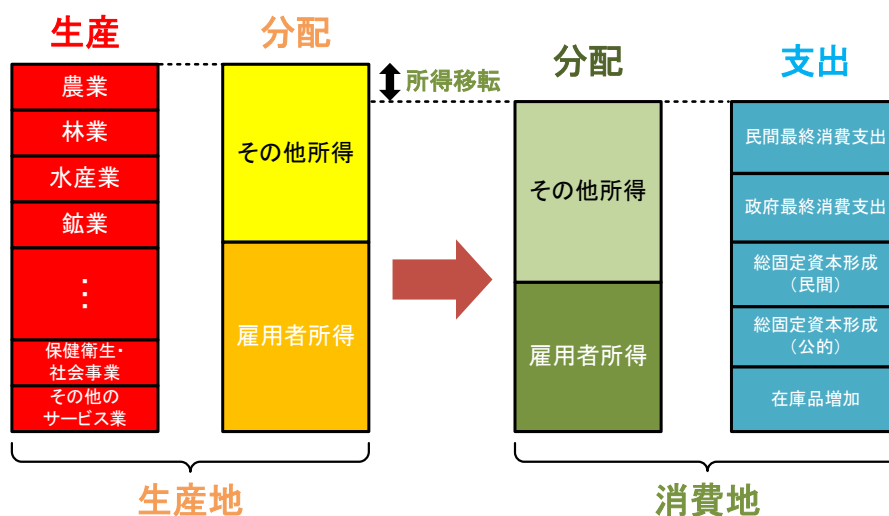 生産
農業
林業
水産業
鉱業
⋮
保健衛生・
社会事業
その他の
サービス業
分配
その他所得
雇用者所得
生産地
所得移転
分配
その他所得
雇用者所得
支出
民間最終消費支出
政府最終消費支出
総固定資本形成
(民間)
総固定資本形成
(公的)
在庫品増加
消費地